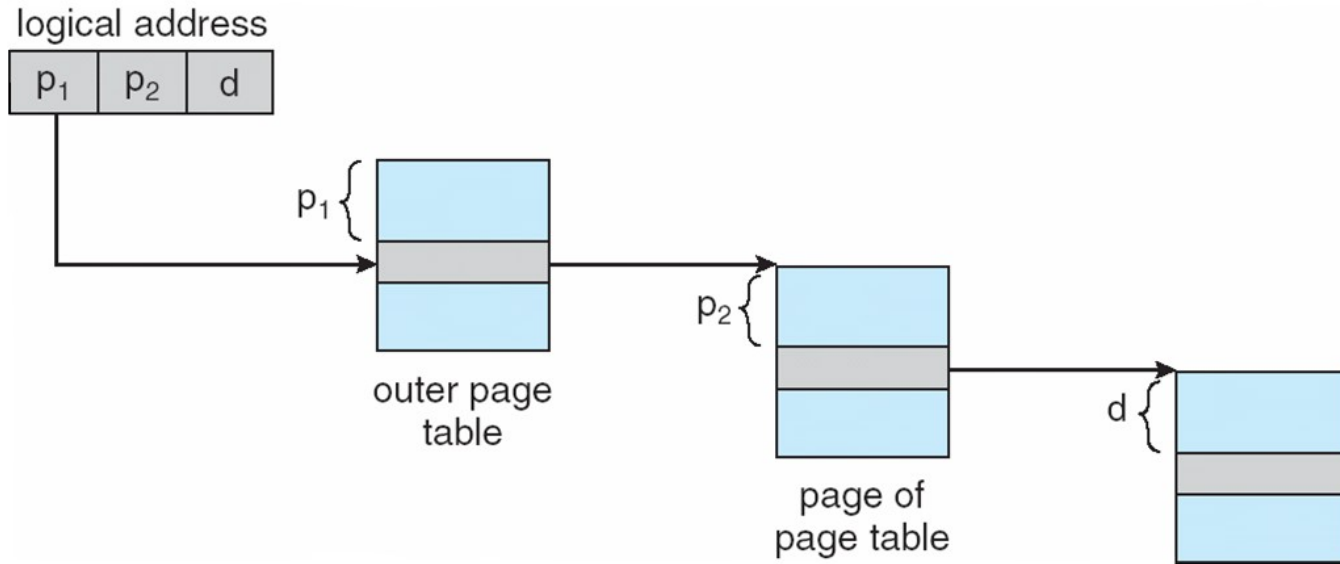 logical address
p₁ p₂ d
p₁
outer page
table
p₂
page of
page table
d